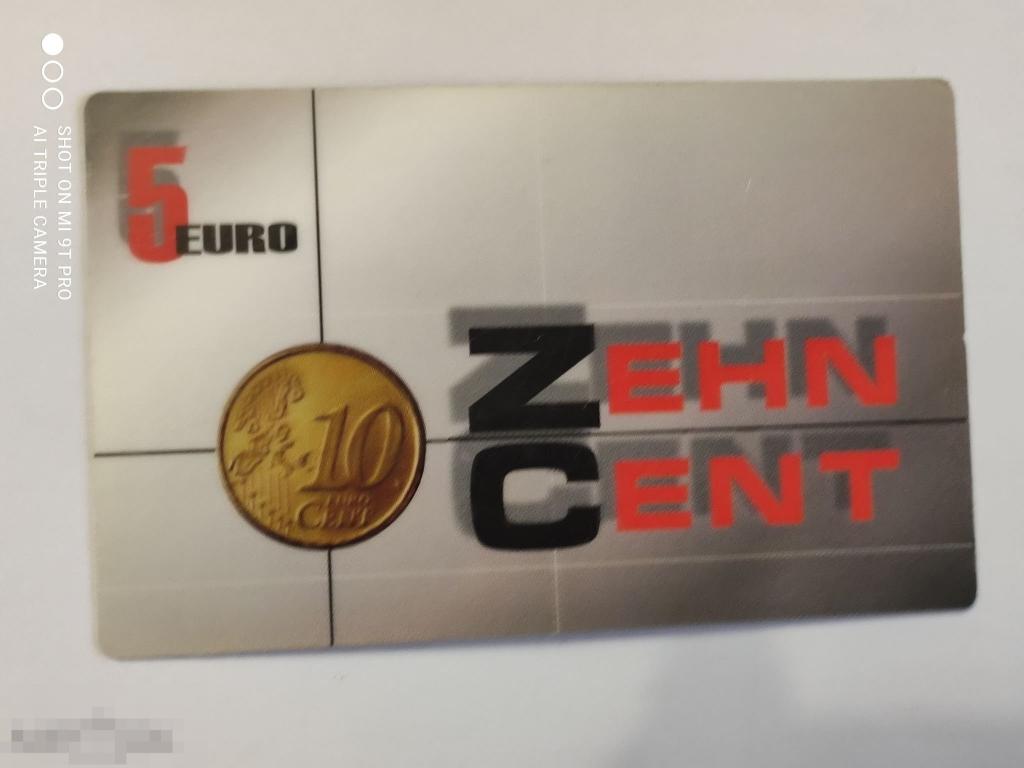 5 EURO
ZEHN
CENT
10
EURO
CENT
SHOT ON MI 9T PRO
AI TRIPLE CAMERA